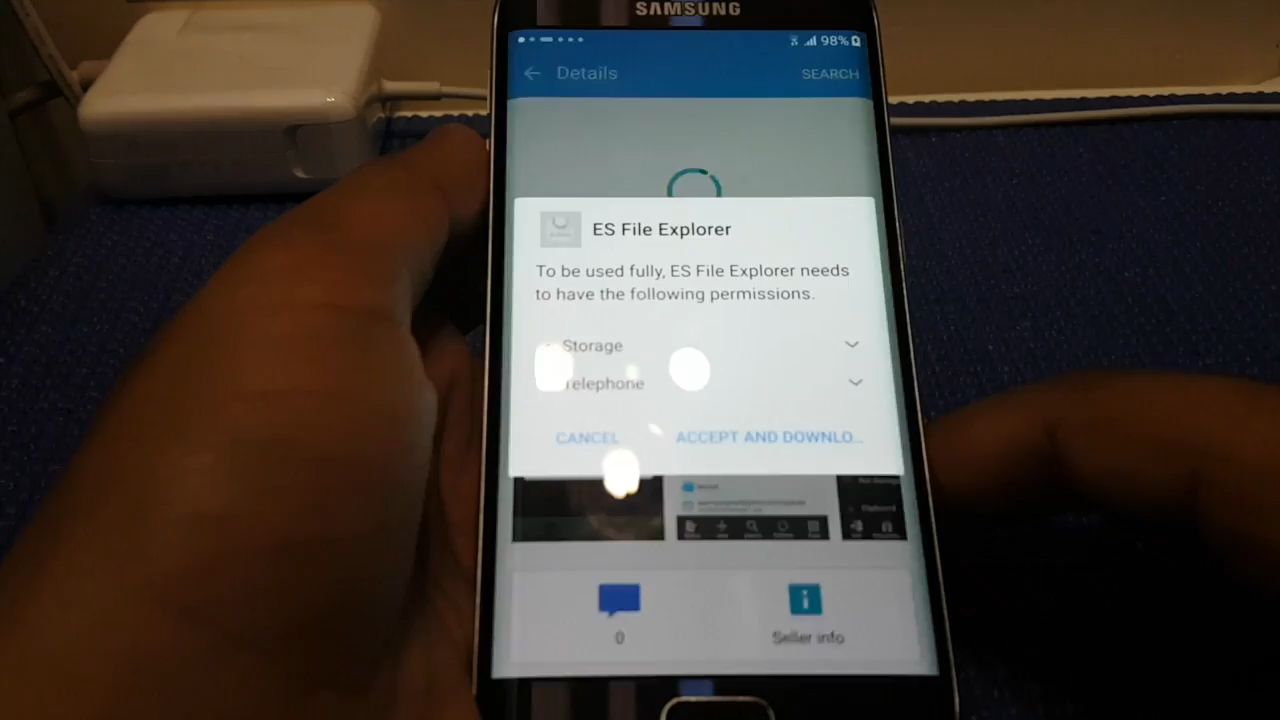 SAMSUNG
98%
Details
SEARCH
ES File Explorer
To be used fully, ES File Explorer needs
to have the following permissions.
Storage
Telephone
CANCEL
ACCEPT AND DOWNLO...
0
Seller info